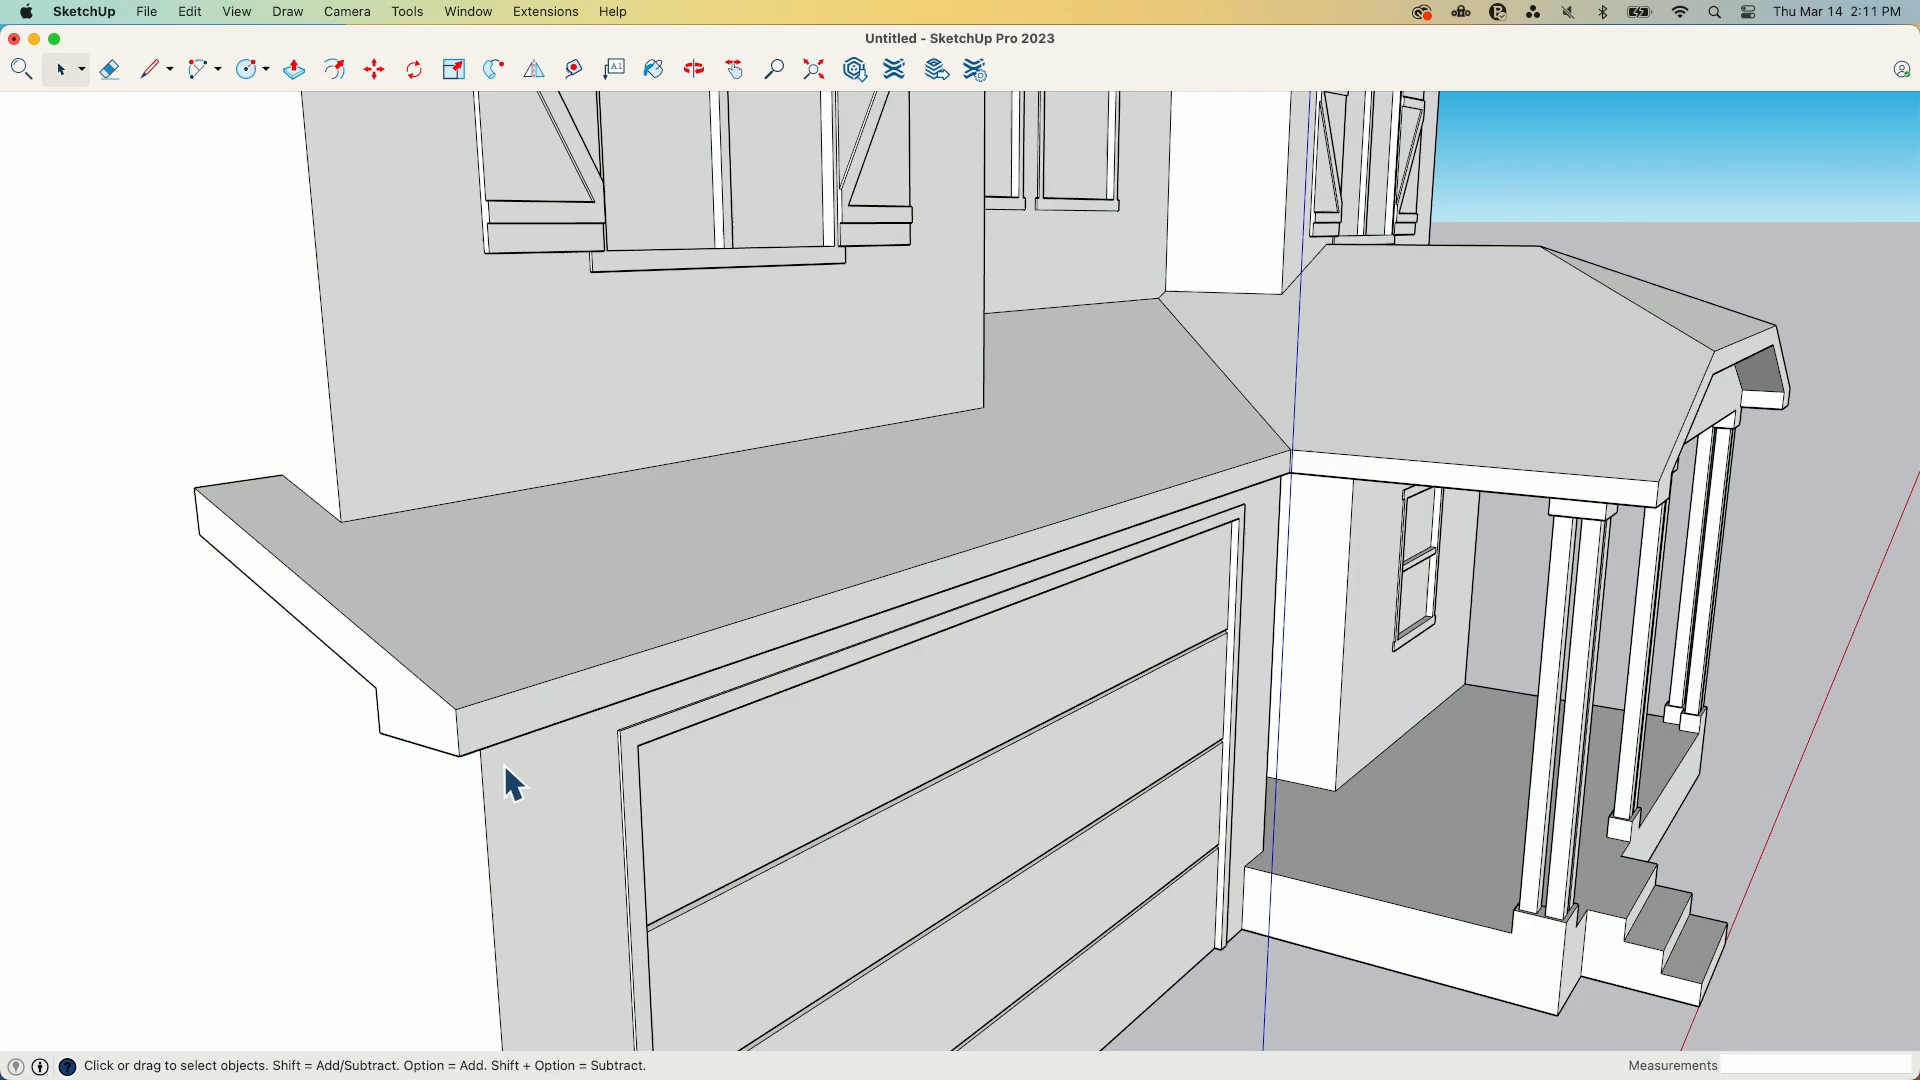 SketchUp File Edit View Draw Camera Tools Window Extensions Help Thu Mar 14 2:11 PM
Untitled - SketchUp Pro 2023
A1
Click or drag to select objects. Shift = Add/Subtract. Option = Add. Shift + Option = Subtract. Measurements